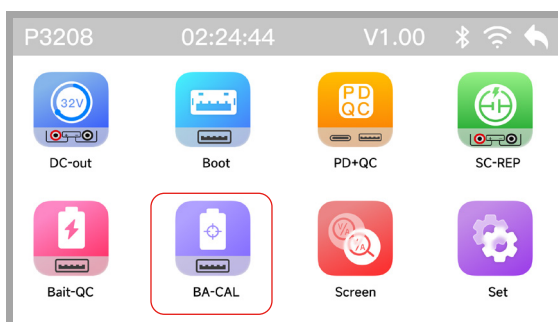 P3208 02:24:44 V1.00
32V PD QC V/A V/A
DC-out Boot PD+QC SC-REP
Bait-QC BA-CAL Screen Set